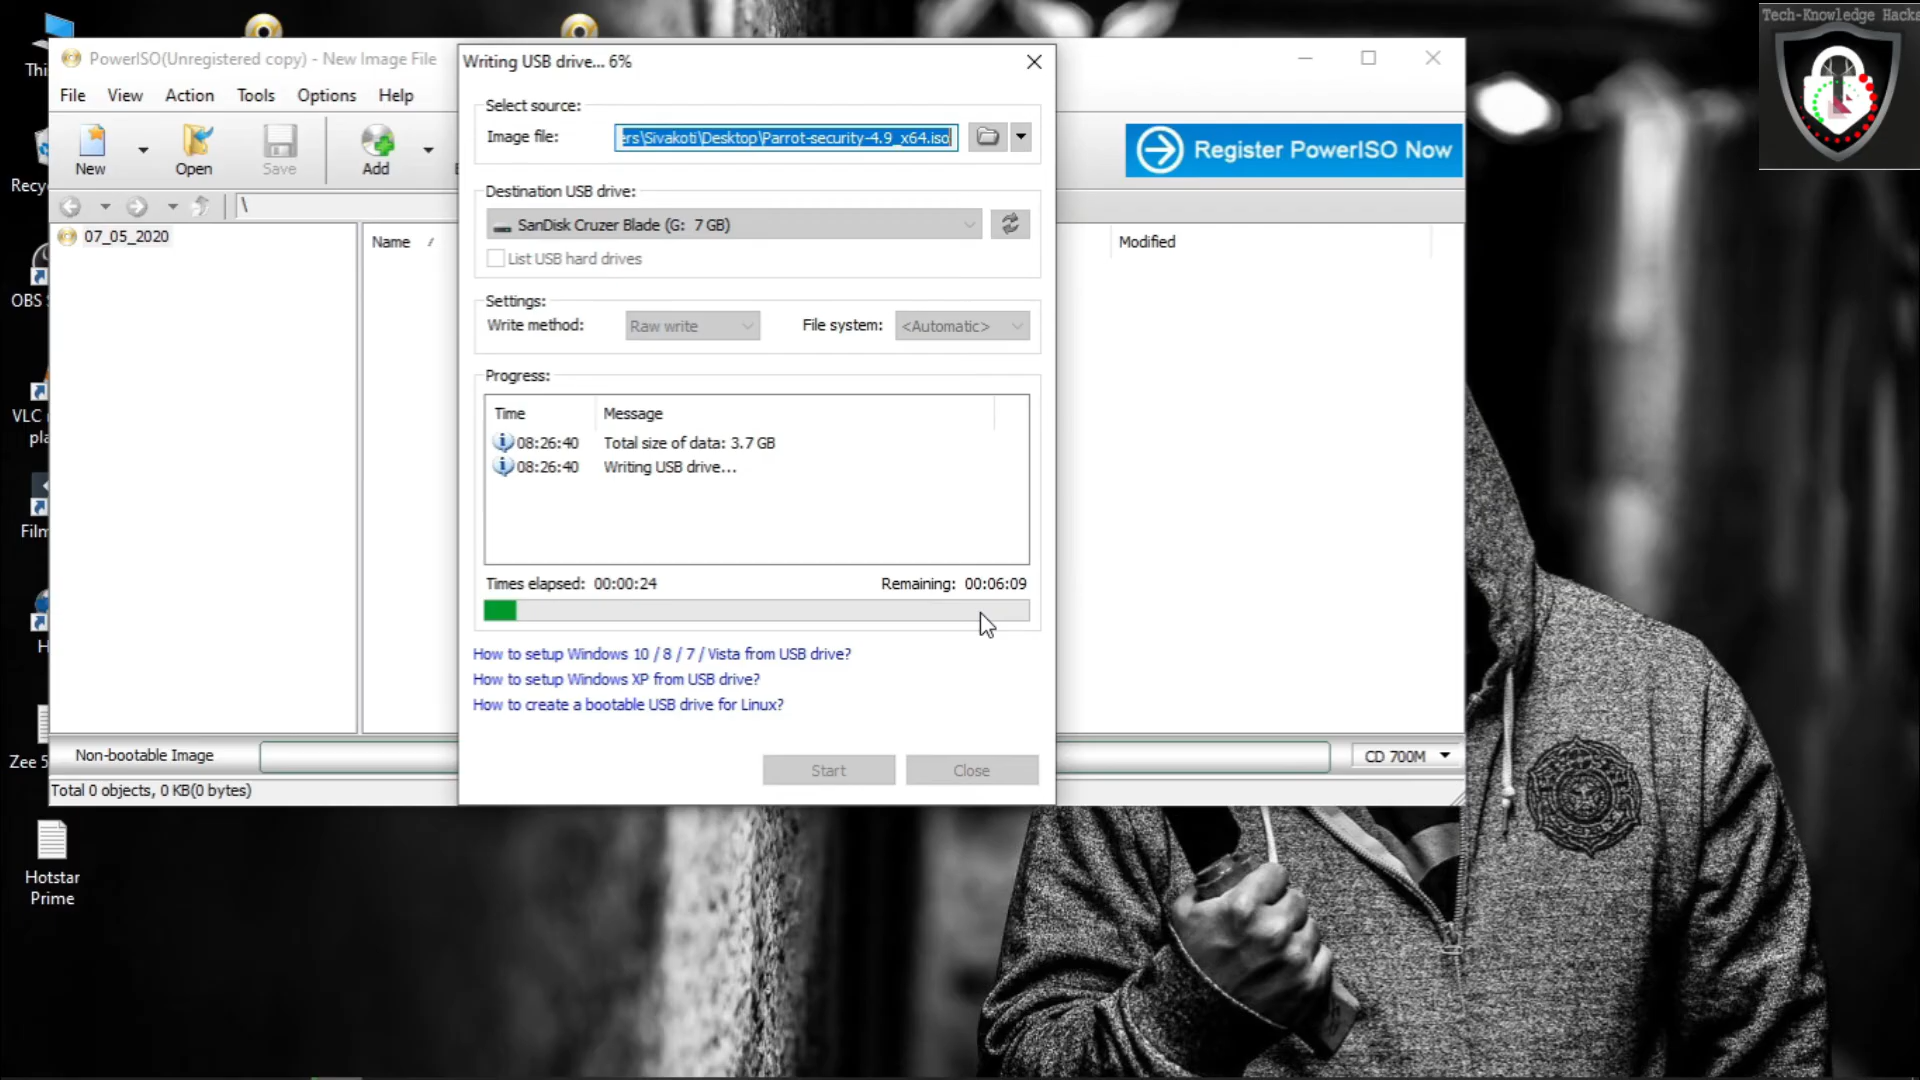 Tech-Knowledge Hacks
PowerISO(Unregistered copy) - New Image File
File View Action Tools Options Help
New
Open
Save
Add
Register PowerISO Now
\
07_05_2020
Name
Modified
Non-bootable Image
CD 700M
Total 0 objects, 0 KB(0 bytes)
Writing USB drive... 6%
Select source:
Image file: ers\Sivakoti\Desktop\Parrot-security-4.9_x64.iso
Destination USB drive:
SanDisk Cruzer Blade (G: 7 GB)
List USB hard drives
Settings:
Write method: Raw write File system: <Automatic>
Progress:
Time Message
08:26:40 Total size of data: 3.7 GB
08:26:40 Writing USB drive...
Times elapsed: 00:00:24 Remaining: 00:06:09
How to setup Windows 10 / 8 / 7 / Vista from USB drive?
How to setup Windows XP from USB drive?
How to create a bootable USB drive for Linux?
Start Close
Thi
Recy
OBS
VLC
pla
Film
H
Zee 5
Hotstar
Prime